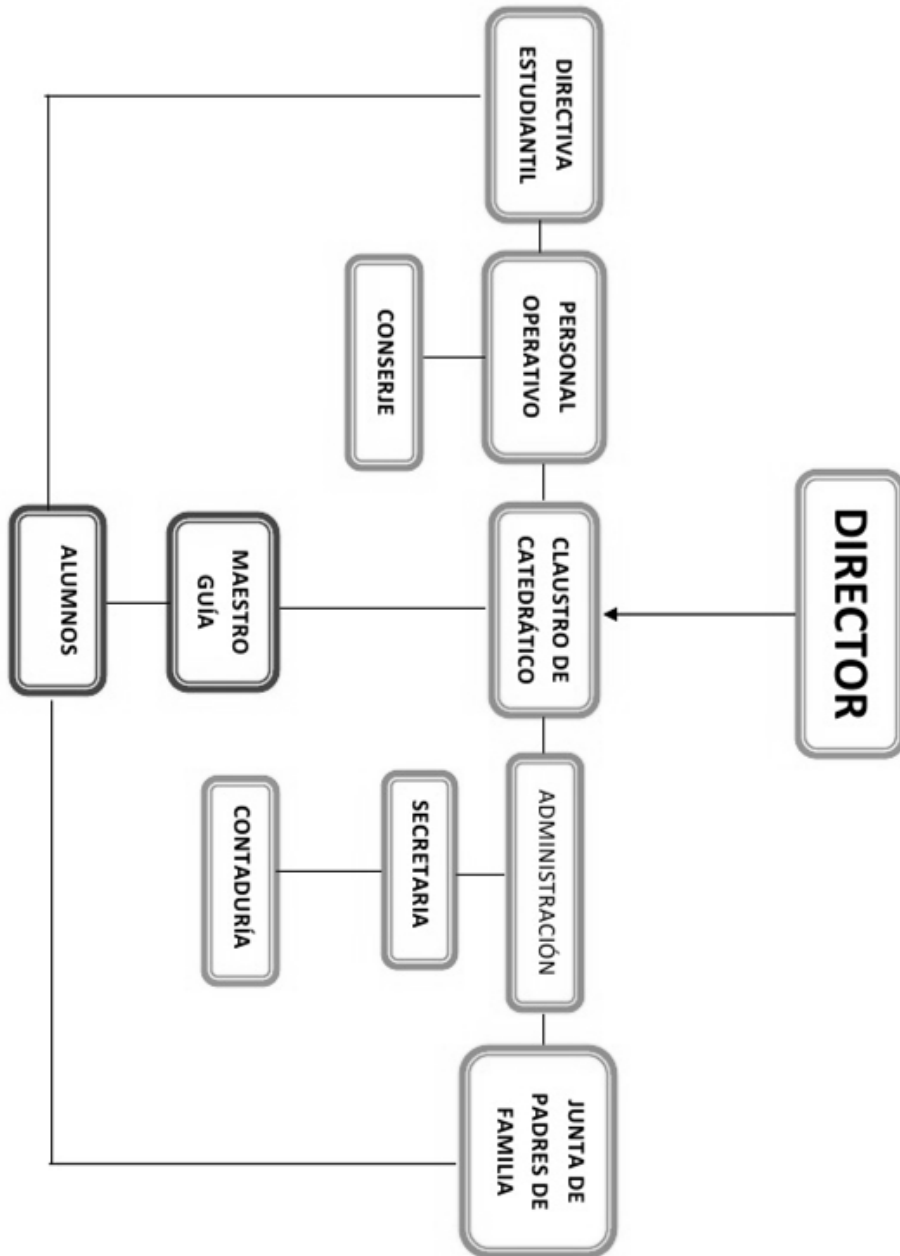 DIRECTOR
DIRECTIVA
ESTUDIANTIL
PERSONAL
OPERATIVO
CLAUSTRO DE
CATEDRÁTICO
ADMINISTRACIÓN
JUNTA DE
PADRES DE
FAMILIA
CONSERJE
SECRETARIA
MAESTRO
GUÍA
CONTADURÍA
ALUMNOS